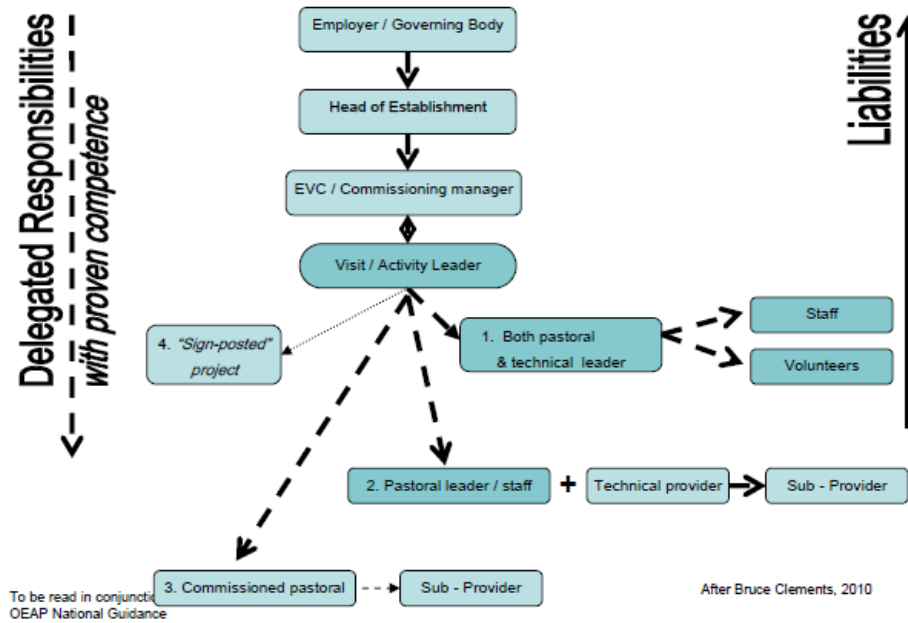 Delegated Responsibilities
with proven competence
Liabilities
Employer / Governing Body
Head of Establishment
EVC / Commissioning manager
Visit / Activity Leader
4. "Sign-posted"
project
1. Both pastoral
& technical leader
Staff
Volunteers
2. Pastoral leader / staff
+
Technical provider
Sub - Provider
3. Commissioned pastoral
Sub - Provider
To be read in conjunctio
OEAP National Guidance
After Bruce Clements, 2010